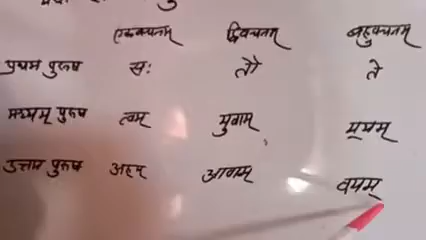 एकवचनम् द्विवचनम् बहुवचनम्
प्रथम पुरुष सः तौ ते
मध्यम् पुरुष त्वम् युवाम् यूयम्
उत्तम पुरुष अहम् आवाम् वयम्